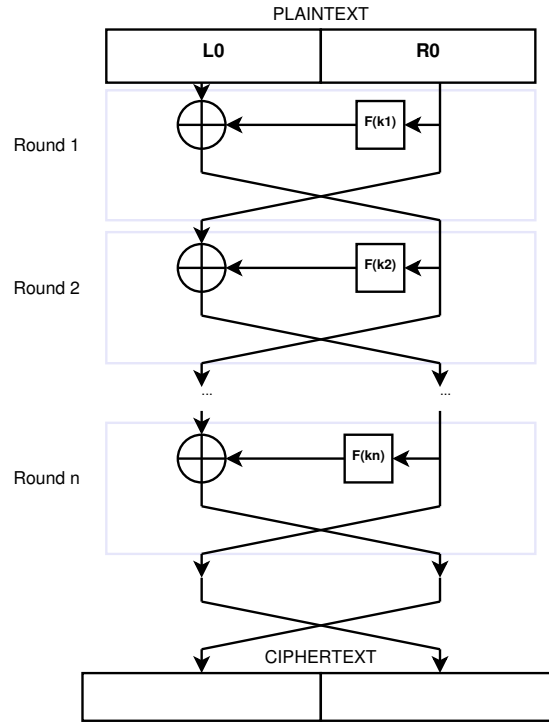 PLAINTEXT
L0 R0
F(k1)
Round 1
F(k2)
Round 2
... ...
F(kn)
Round n
CIPHERTEXT